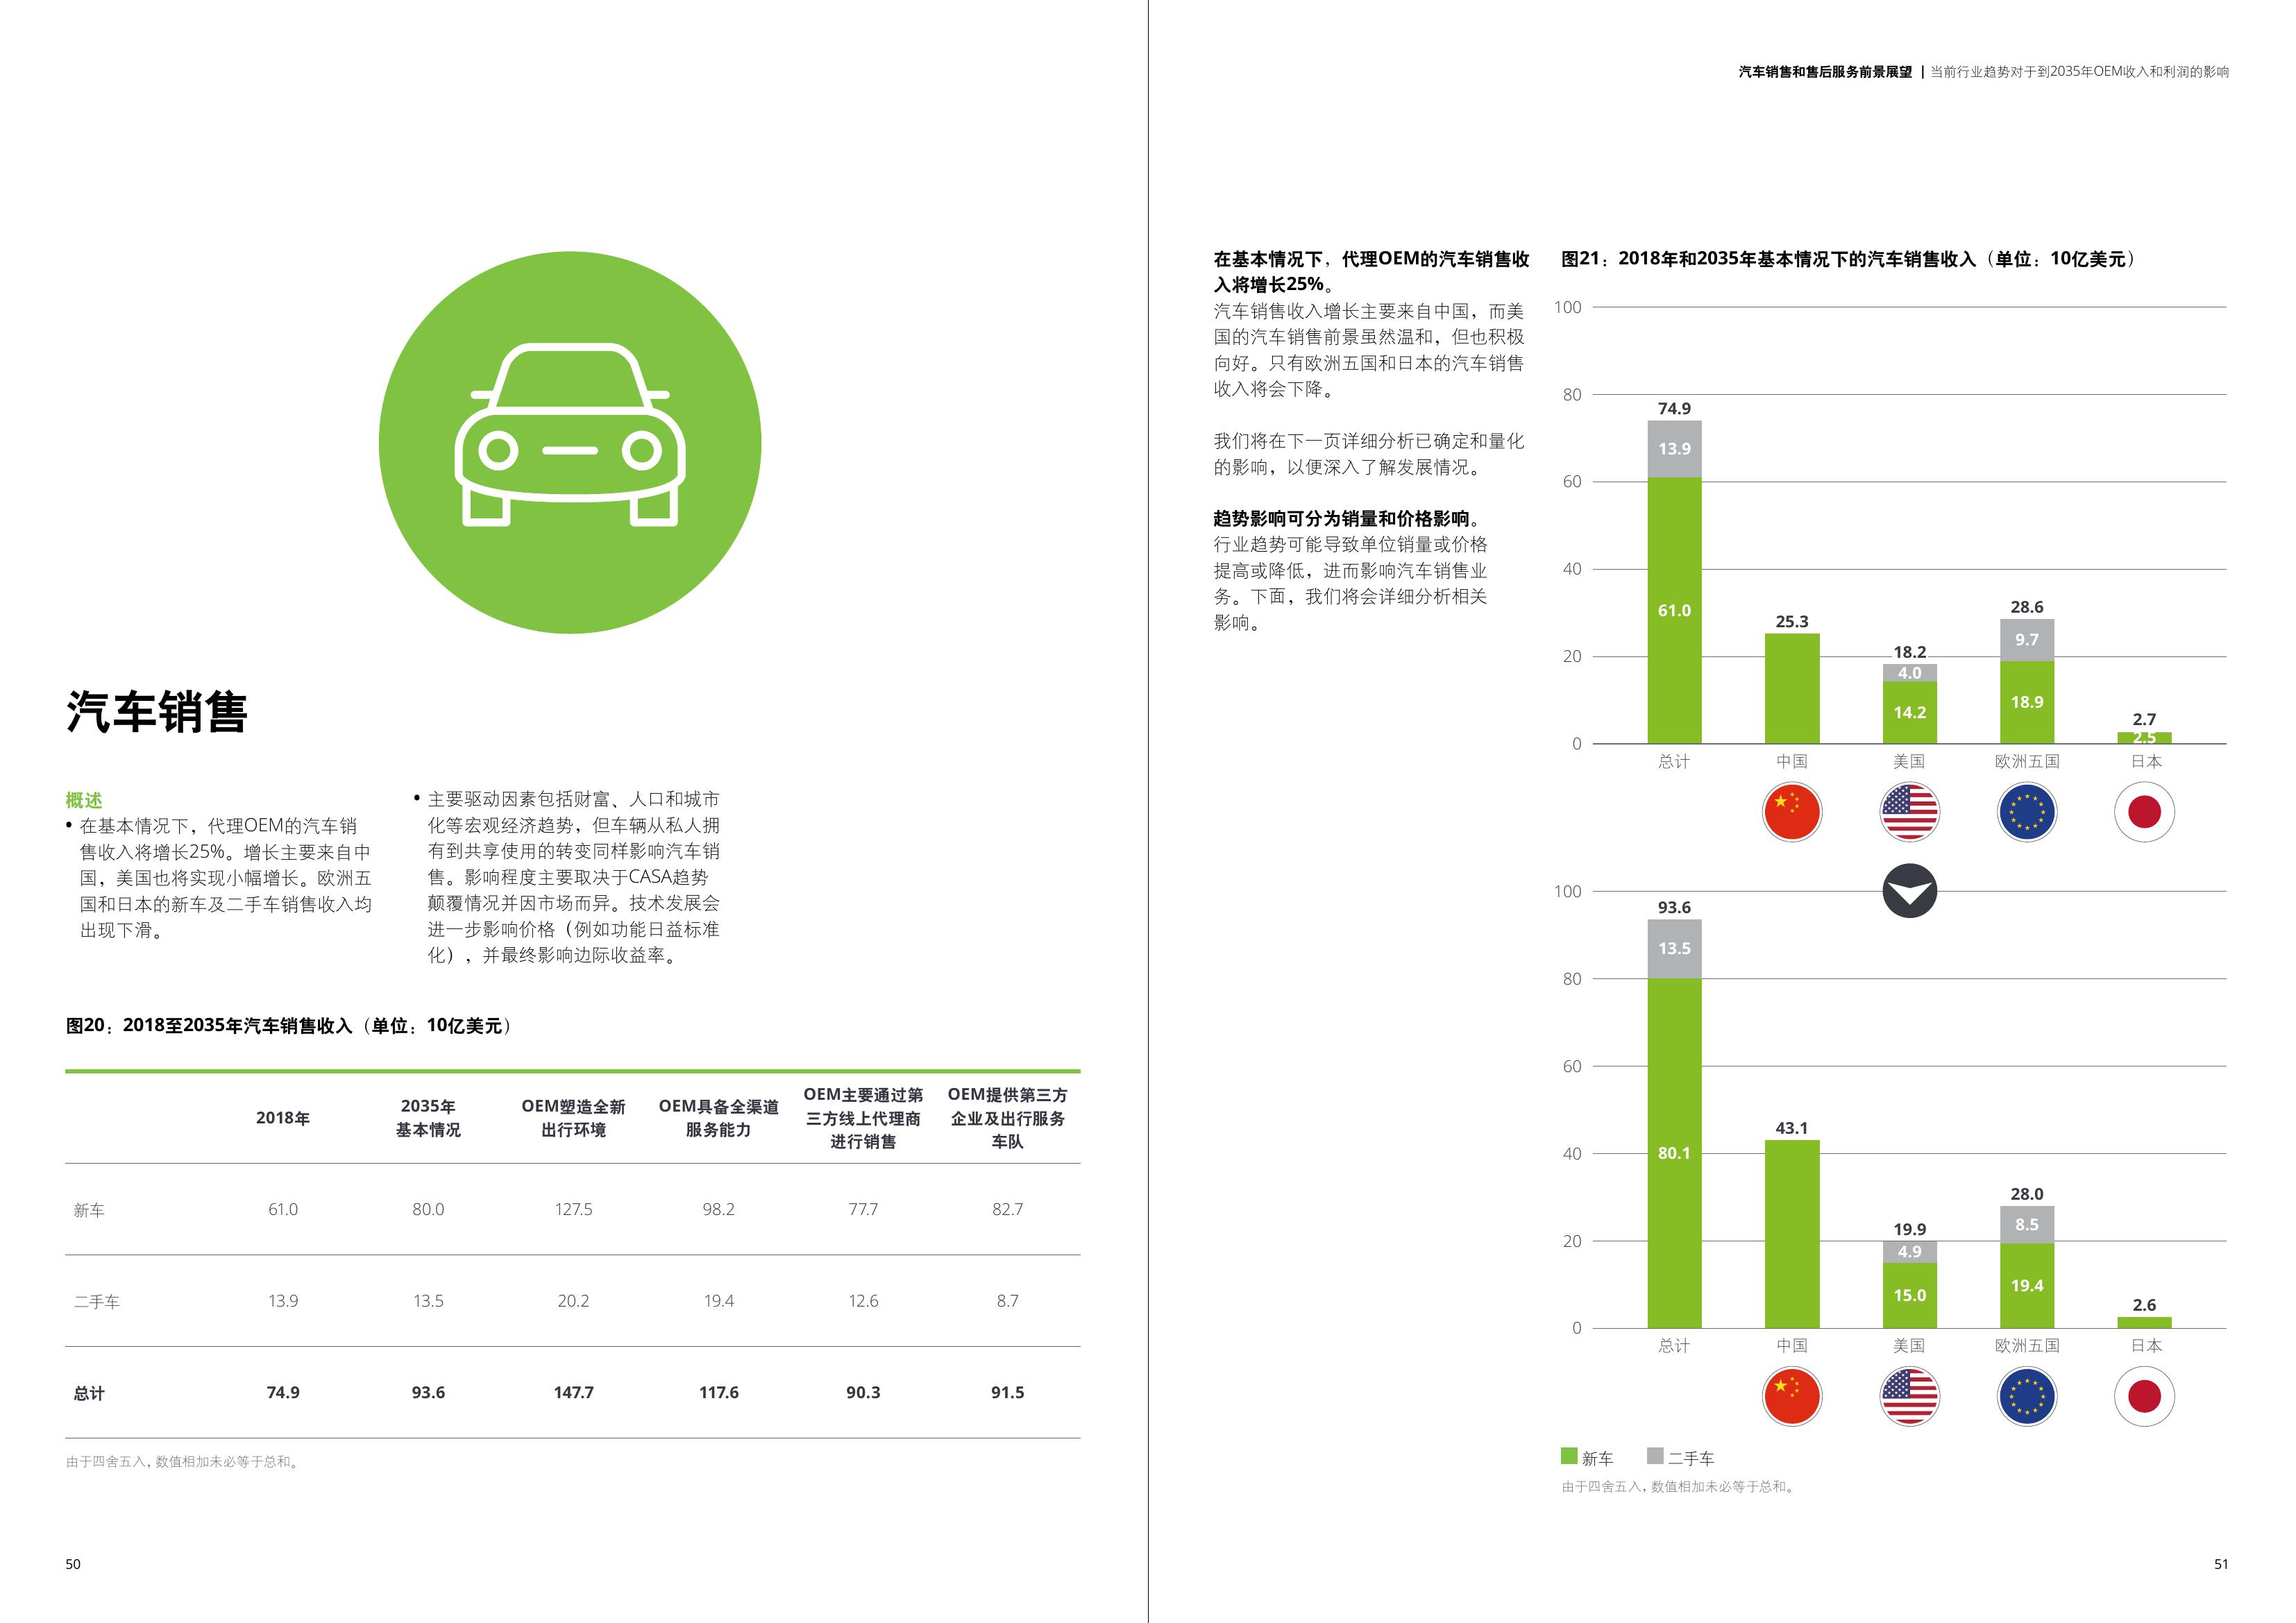 汽车销售
概述
• 在基本情况下，代理OEM的汽车销
售收入将增长25%。增长主要来自中
国，美国也将实现小幅增长。欧洲五
国和日本的新车及二手车销售收入均
出现下滑。
• 主要驱动因素包括财富、人口和城市
化等宏观经济趋势，但车辆从私人拥
有到共享使用的转变同样影响汽车销
售。影响程度主要取决于CASA趋势
颠覆情况并因市场而异。技术发展会
进一步影响价格（例如功能日益标准
化），并最终影响边际收益率。
图20：2018至2035年汽车销售收入（单位：10亿美元）
2018年 2035年基本情况 OEM塑造全新出行环境 OEM具备全渠道服务能力 OEM主要通过第三方线上代理商进行销售 OEM提供第三方企业及出行服务车队
新车 61.0 80.0 127.5 98.2 77.7 82.7
二手车 13.9 13.5 20.2 19.4 12.6 8.7
总计 74.9 93.6 147.7 117.6 90.3 91.5
由于四舍五入，数值相加未必等于总和。
50
汽车销售和售后服务前景展望 | 当前行业趋势对于到2035年OEM收入和利润的影响
在基本情况下，代理OEM的汽车销售收
入将增长25%。
汽车销售收入增长主要来自中国，而美
国的汽车销售前景虽然温和，但也积极
向好。只有欧洲五国和日本的汽车销售
收入将会下降。
我们将在下一页详细分析已确定和量化
的影响，以便深入了解发展情况。
趋势影响可分为销量和价格影响。
行业趋势可能导致单位销量或价格
提高或降低，进而影响汽车销售业
务。下面，我们将会详细分析相关
影响。
图21：2018年和2035年基本情况下的汽车销售收入（单位：10亿美元）
100
80
74.9
13.9
60
61.0
40
28.6
25.3
9.7
20
18.2
4.0
18.9
14.2
2.7
2.5
0
总计 中国 美国 欧洲五国 日本
100
93.6
13.5
80
60
80.1
40
43.1
28.0
8.5
20
19.9
4.9
19.4
15.0
2.6
0
总计 中国 美国 欧洲五国 日本
新车 二手车
由于四舍五入，数值相加未必等于总和。
51